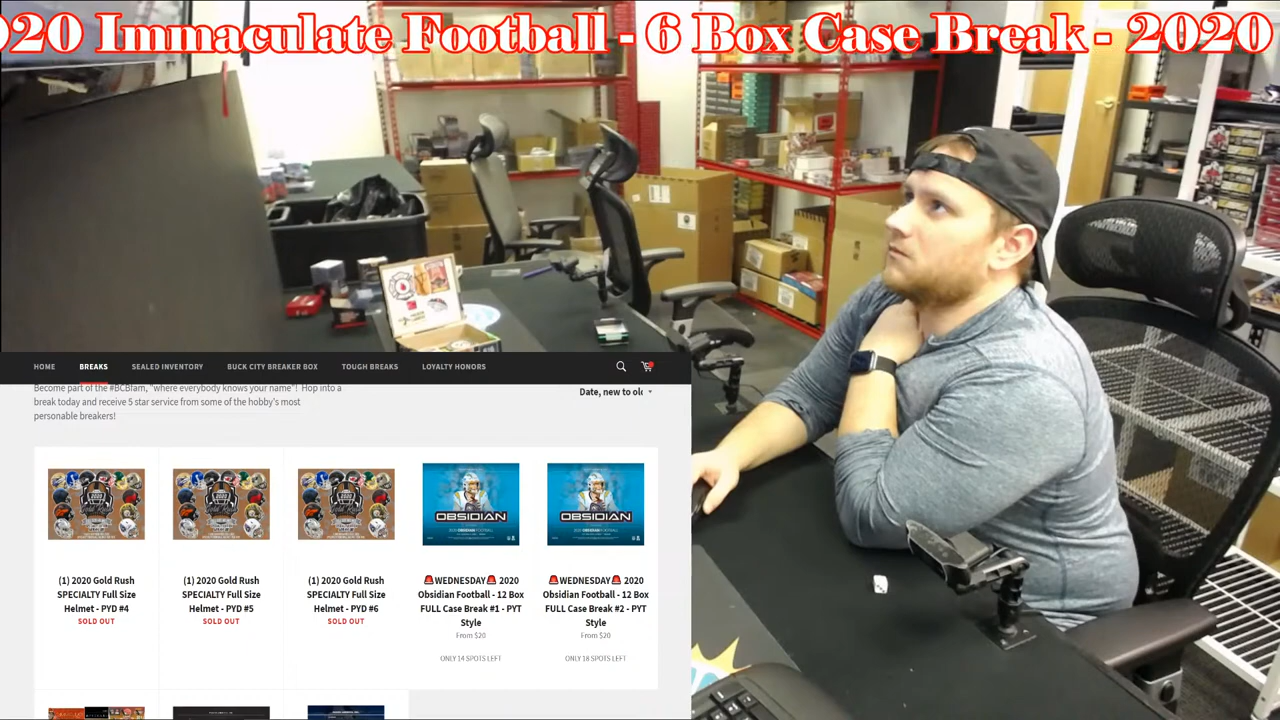 020 Immaculate Football - 6 Box Case Break - 2020
HOME BREAKS SEALED INVENTORY BUCK CITY BREAKER BOX TOUGH BREAKS LOYALTY HONORS
Become part of the #BCBfam, "where everybody knows your name"! Hop into a
break today and receive 5 star service from some of the hobby's most
personable breakers!
Date, new to old
OBSIDIAN
OBSIDIAN
(1) 2020 Gold Rush
SPECIALTY Full Size
Helmet - PYD #4
SOLD OUT
(1) 2020 Gold Rush
SPECIALTY Full Size
Helmet - PYD #5
SOLD OUT
(1) 2020 Gold Rush
SPECIALTY Full Size
Helmet - PYD #6
SOLD OUT
🚨WEDNESDAY🚨 2020
Obsidian Football - 12 Box
FULL Case Break #1 - PYT
Style
From $20
ONLY 14 SPOTS LEFT
🚨WEDNESDAY🚨 2020
Obsidian Football - 12 Box
FULL Case Break #2 - PYT
Style
From $20
ONLY 18 SPOTS LEFT